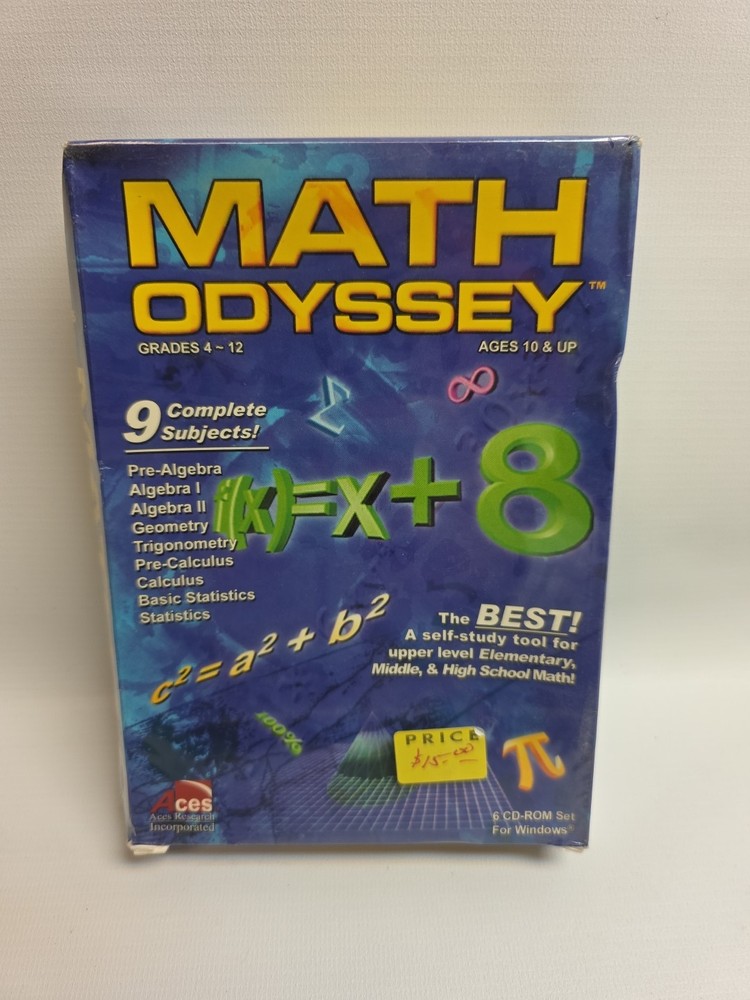 MATH
ODYSSEY™
GRADES 4 ~ 12
AGES 10 & UP
9 Complete
Subjects!
Pre-Algebra
Algebra I
Algebra II
Geometry
Trigonometry
Pre-Calculus
Calculus
Basic Statistics
Statistics
Σ
∞
f(x)=x+8
c² = a² + b²
The BEST!
A self-study tool for
upper level Elementary,
Middle, & High School Math!
100%
PRICE
$15.00
π
Aces
Aces Research
Incorporated
6 CD-ROM Set
For Windows®